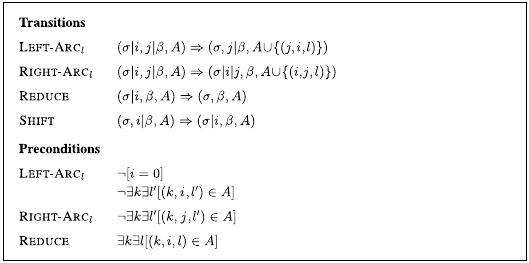 Transitions
LEFT-ARCₗ (σ|i, j|β, A) ⇒ (σ, j|β, A∪{(j, i, l)})
RIGHT-ARCₗ (σ|i, j|β, A) ⇒ (σ|i|j, β, A∪{(i, j, l)})
REDUCE (σ|i, β, A) ⇒ (σ, β, A)
SHIFT (σ, i|β, A) ⇒ (σ|i, β, A)
Preconditions
LEFT-ARCₗ ¬[i = 0]
¬∃k∃l′[(k, i, l′) ∈ A]
RIGHT-ARCₗ ¬∃k∃l′[(k, j, l′) ∈ A]
REDUCE ∃k∃l[(k, i, l) ∈ A]